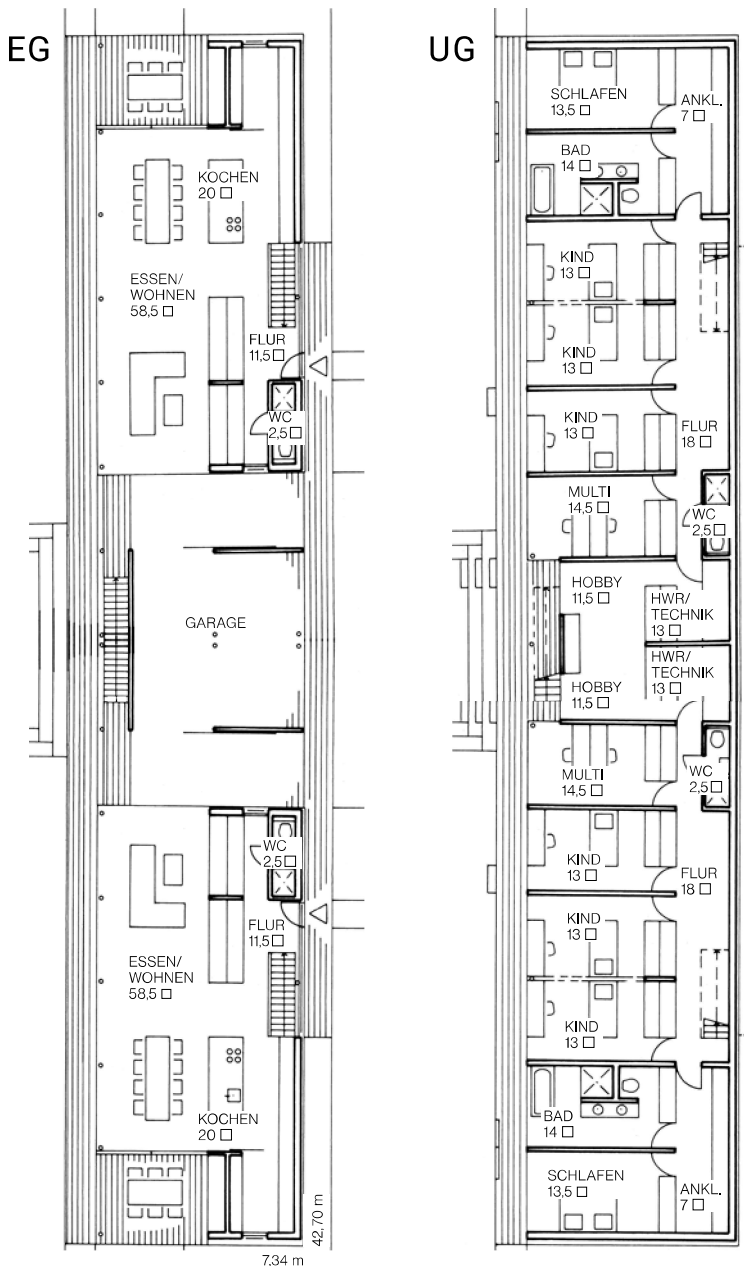 EG
KOCHEN
20 □
ESSEN/
WOHNEN
58,5 □
FLUR
11,5 □
WC
2,5 □
GARAGE
WC
2,5 □
FLUR
11,5 □
ESSEN/
WOHNEN
58,5 □
KOCHEN
20 □
42,70 m
7,34 m
UG
SCHLAFEN
13,5 □
ANKL.
7 □
BAD
14 □
KIND
13 □
KIND
13 □
KIND
13 □
FLUR
18 □
MULTI
14,5 □
WC
2,5 □
HOBBY
11,5 □
HWR/
TECHNIK
13 □
HWR/
TECHNIK
13 □
HOBBY
11,5 □
MULTI
14,5 □
WC
2,5 □
KIND
13 □
FLUR
18 □
KIND
13 □
KIND
13 □
BAD
14 □
SCHLAFEN
13,5 □
ANKL.
7 □